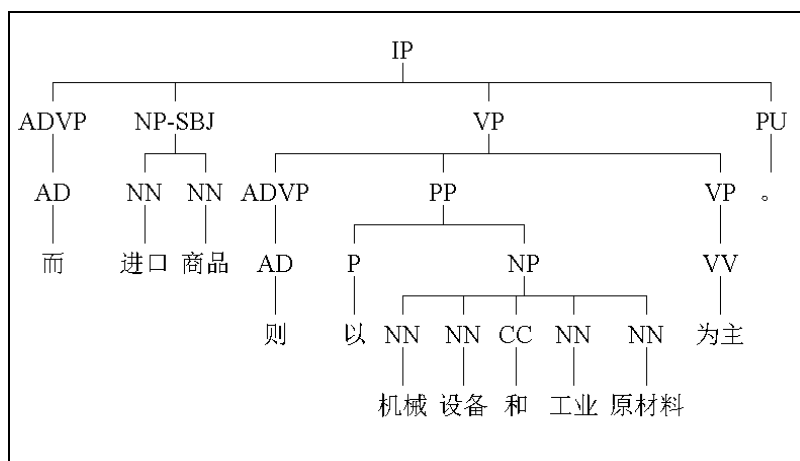 IP
ADVP NP-SBJ VP PU
AD NN NN ADVP PP VP 。
而 进口 商品 AD P NP VV
则 以 NN NN CC NN NN 为主
机械 设备 和 工业 原材料